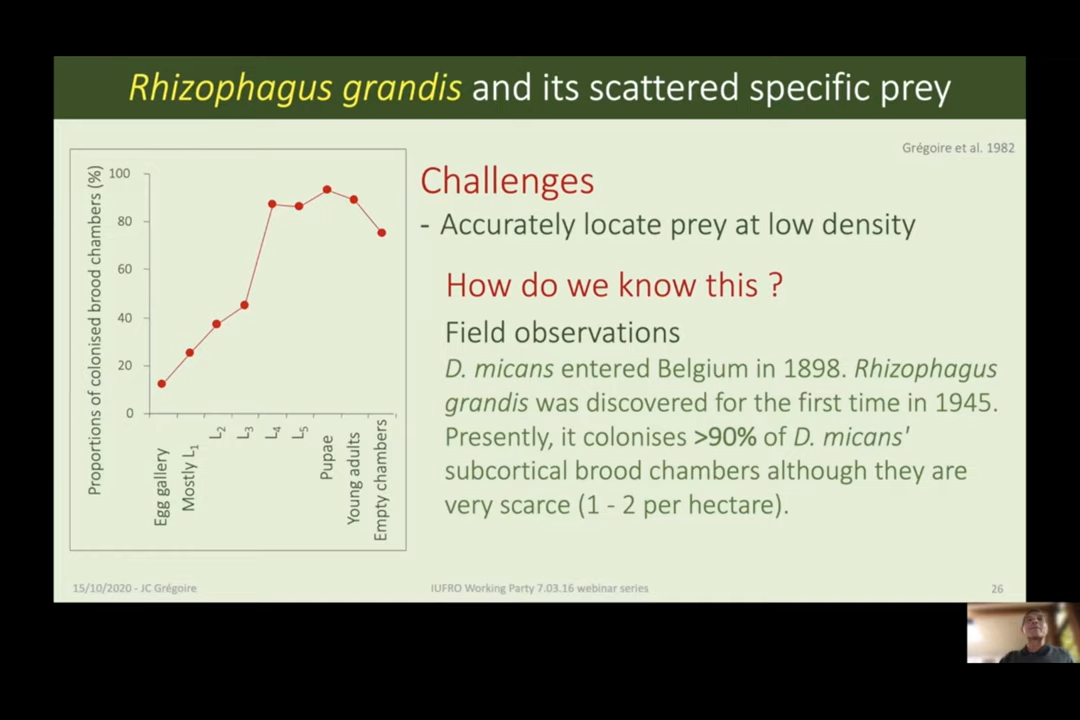 Rhizophagus grandis and its scattered specific prey
Grégoire et al. 1982
Proportions of colonised brood chambers (%)
100
80
60
40
20
0
Egg gallery
Mostly L1
L2
L3
L4
L5
Pupae
Young adults
Empty chambers
Challenges
- Accurately locate prey at low density
How do we know this ?
Field observations
D. micans entered Belgium in 1898. Rhizophagus
grandis was discovered for the first time in 1945.
Presently, it colonises >90% of D. micans'
subcortical brood chambers although they are
very scarce (1 - 2 per hectare).
15/10/2020 - JC Grégoire
IUFRO Working Party 7.03.16 webinar series
26